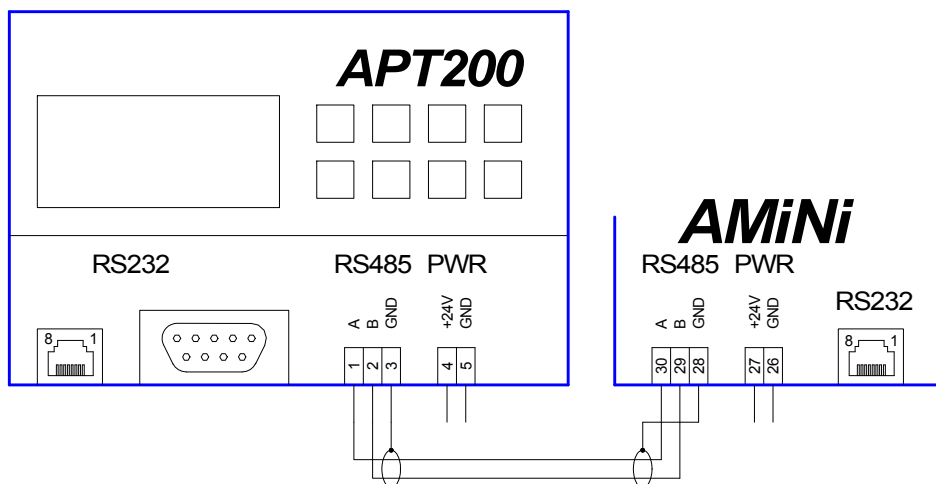 APT200
AMiNi
RS232 RS485 PWR
RS485 PWR
RS232
A B GND +24V GND
A B GND +24V GND
8 1
8 1
1 2 3 4 5
30 29 28 27 26